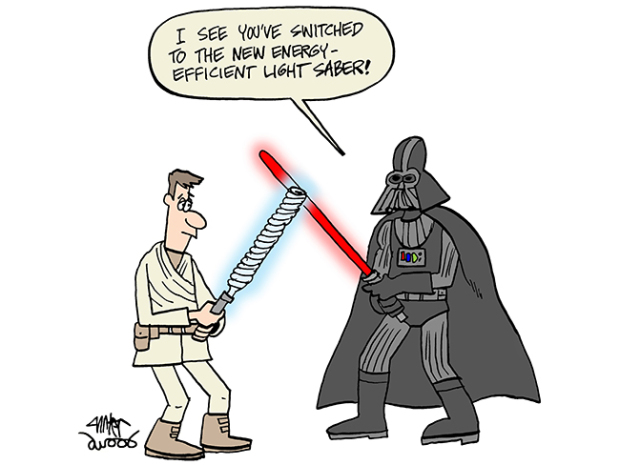 I SEE YOU'VE SWITCHED
TO THE NEW ENERGY-
EFFICIENT LIGHT SABER!